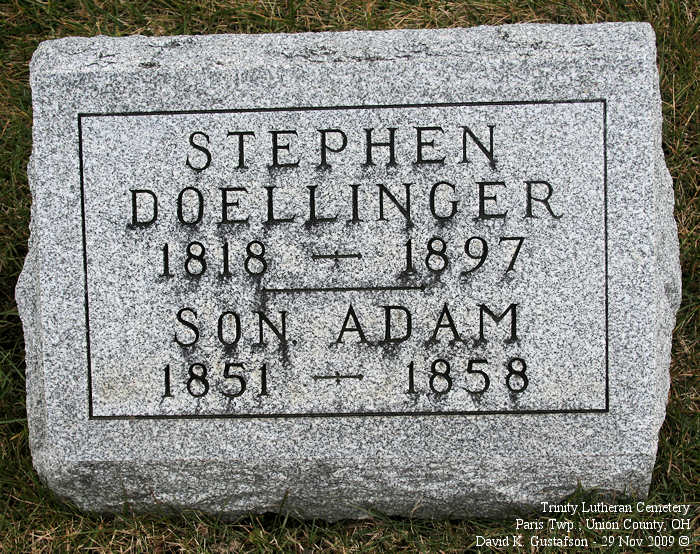 STEPHEN
DOELLINGER
1818 — 1897
SON. ADAM
1851 — 1858
Trinity Lutheran Cemetery
Paris Twp.; Union County, OH
David K. Gustafson - 29 Nov 2009 ©